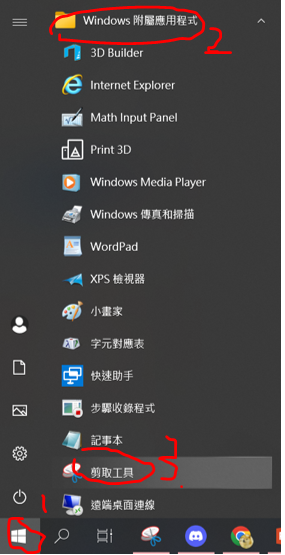 Windows 附屬應用程式
2
3D Builder
Internet Explorer
Math Input Panel
Print 3D
Windows Media Player
Windows 傳真和掃描
WordPad
XPS 檢視器
小畫家
字元對應表
快速助手
步驟收錄程式
記事本
3
剪取工具
1
遠端桌面連線